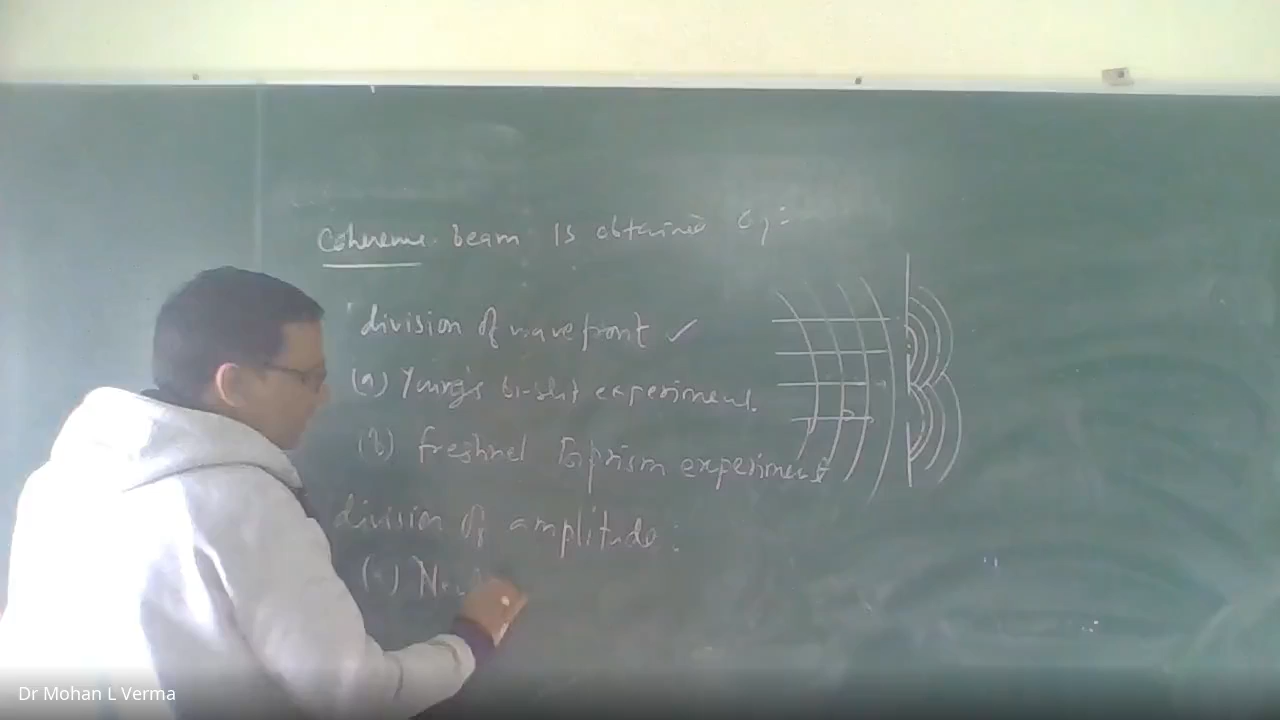 Coherence beam is obtained by:
division of wavefront ✓
(a) Young's bi-slit experiment.
(b) freshnel biprism experiment
division of amplitude:
(a)
Dr Mohan L Verma